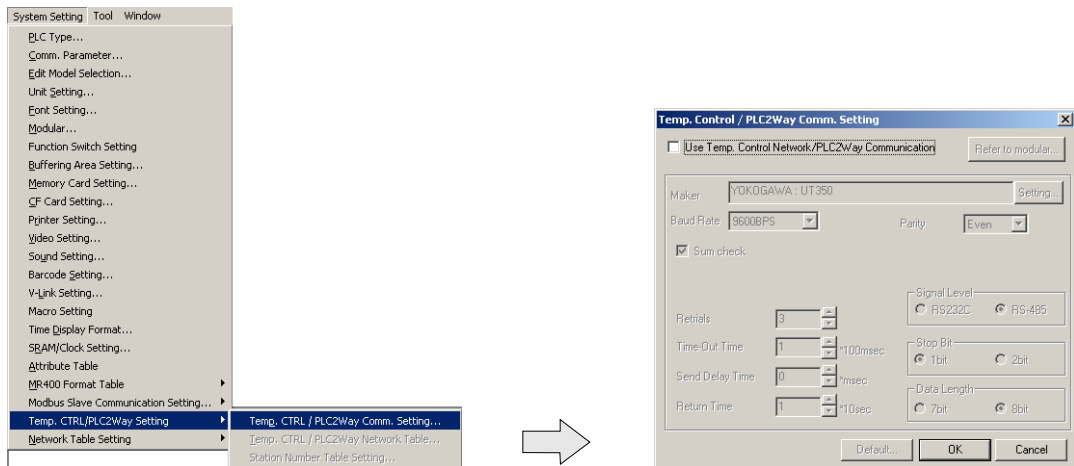 System Setting Tool Window
PLC Type...
Comm. Parameter...
Edit Model Selection...
Unit Setting...
Font Setting...
Modular...
Function Switch Setting
Buffering Area Setting...
Memory Card Setting...
CF Card Setting...
Printer Setting...
Video Setting...
Sound Setting...
Barcode Setting...
V-Link Setting...
Macro Setting
Time Display Format...
SRAM/Clock Setting...
Attribute Table
MR400 Format Table
Modbus Slave Communication Setting...
Temp. CTRL/PLC2Way Setting
Network Table Setting
Temp. CTRL / PLC2Way Comm. Setting...
Temp. CTRL / PLC2Way Network Table...
Station Number Table Setting...
Temp. Control / PLC2Way Comm. Setting
Use Temp. Control Network/PLC2Way Communication
Refer to modular...
Maker YOKOGAWA : UT350 Setting...
Baud Rate 9600BPS Parity Even
Sum check
Signal Level
RS232C RS-485
Retrials 3
Time-Out Time 1 *100msec
Stop Bit
1bit 2bit
Send Delay Time 0 *msec
Data Length
Return Time 1 *10sec
7bit 8bit
Default... OK Cancel